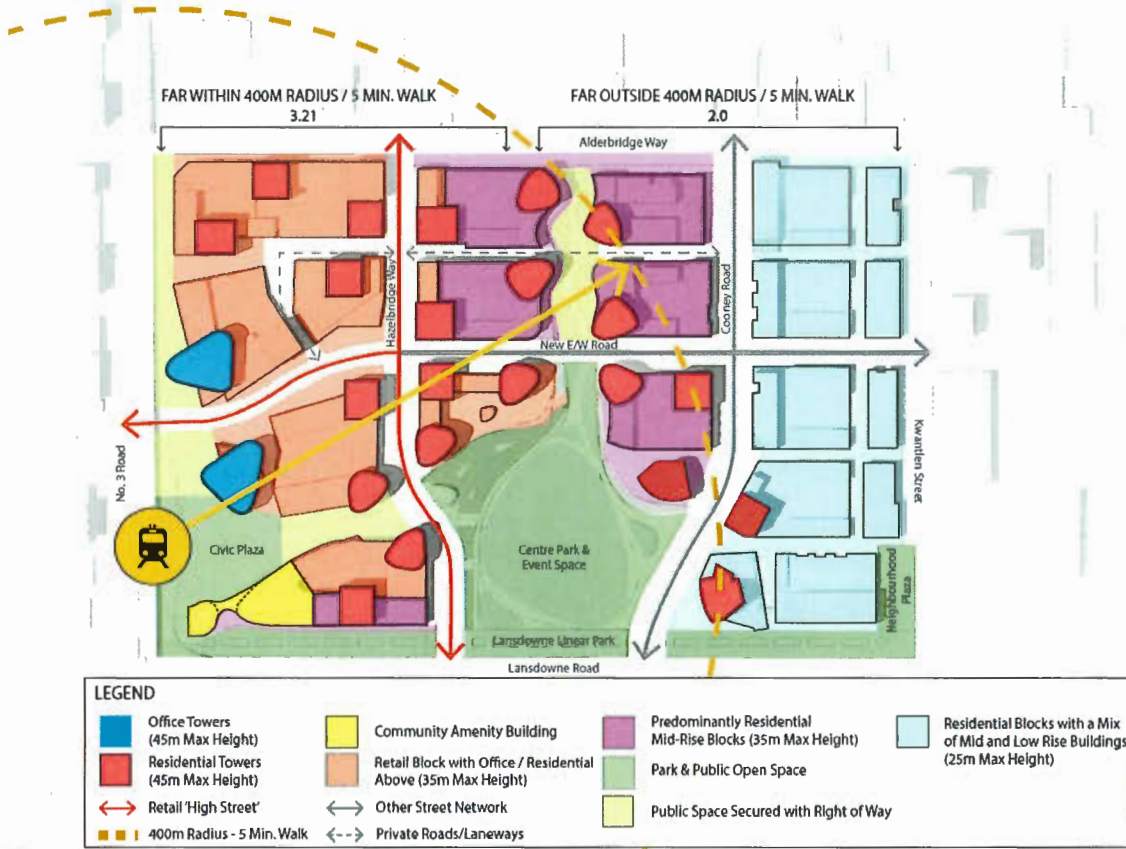 FAR WITHIN 400M RADIUS / 5 MIN. WALK
3.21
FAR OUTSIDE 400M RADIUS / 5 MIN. WALK
2.0
Alderbridge Way
Hazelbridge Way
Cooney Road
New E/W Road
No. 3 Road
Kwantlen Street
Civic Plaza
Centre Park &
Event Space
Neighbourhood
Plaza
Lansdowne Linear Park
Lansdowne Road
LEGEND
Office Towers
(45m Max Height)
Residential Towers
(45m Max Height)
Retail 'High Street'
400m Radius - 5 Min. Walk
Community Amenity Building
Retail Block with Office / Residential
Above (35m Max Height)
Other Street Network
Private Roads/Laneways
Predominantly Residential
Mid-Rise Blocks (35m Max Height)
Park & Public Open Space
Public Space Secured with Right of Way
Residential Blocks with a Mix
of Mid and Low Rise Buildings
(25m Max Height)